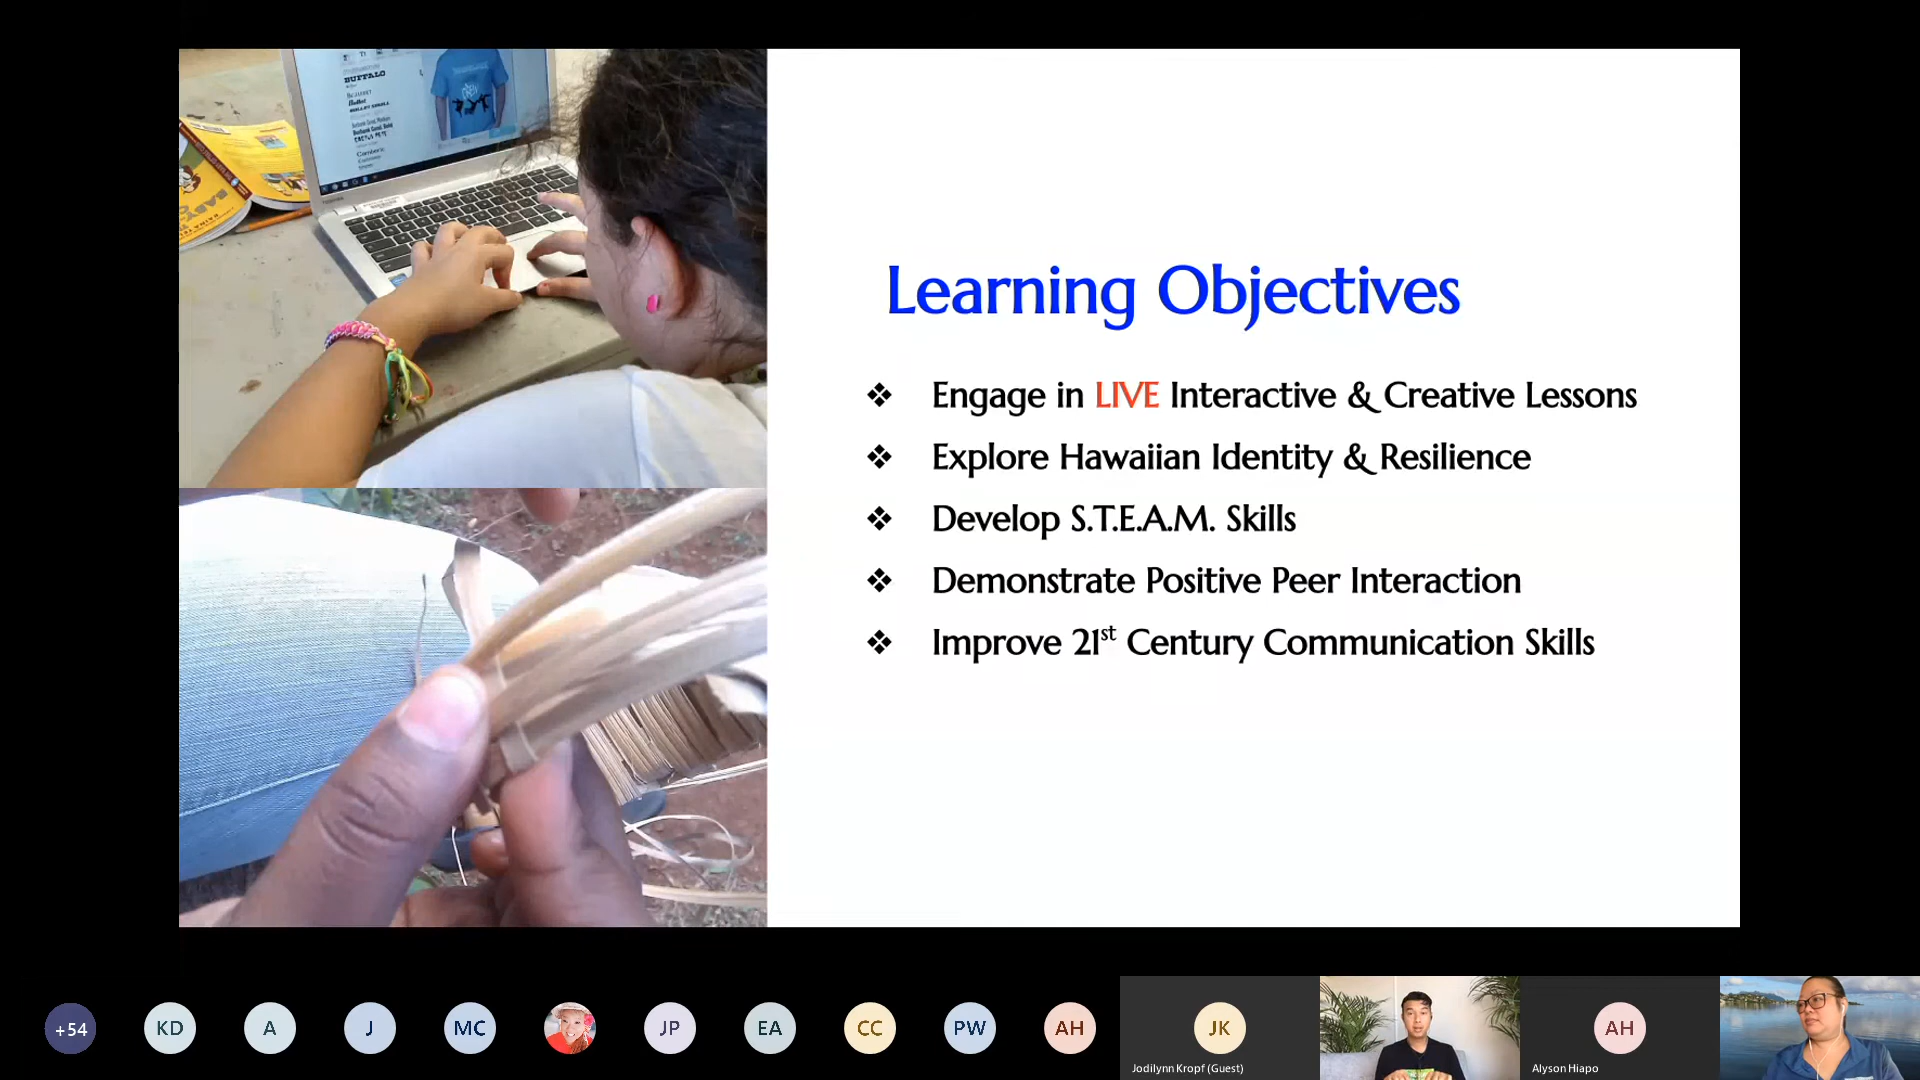 BUFFALO
Learning Objectives
❖ Engage in LIVE Interactive & Creative Lessons
❖ Explore Hawaiian Identity & Resilience
❖ Develop S.T.E.A.M. Skills
❖ Demonstrate Positive Peer Interaction
❖ Improve 21st Century Communication Skills
+54
KD
A
J
MC
JP
EA
CC
PW
AH
JK
AH
Jodilynn Kropf (Guest)
Alyson Hiapo